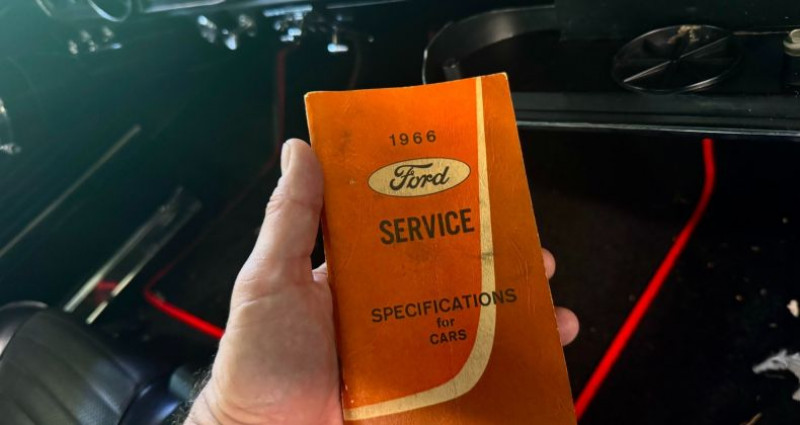 1966
Ford
SERVICE
SPECIFICATIONS
for
CARS